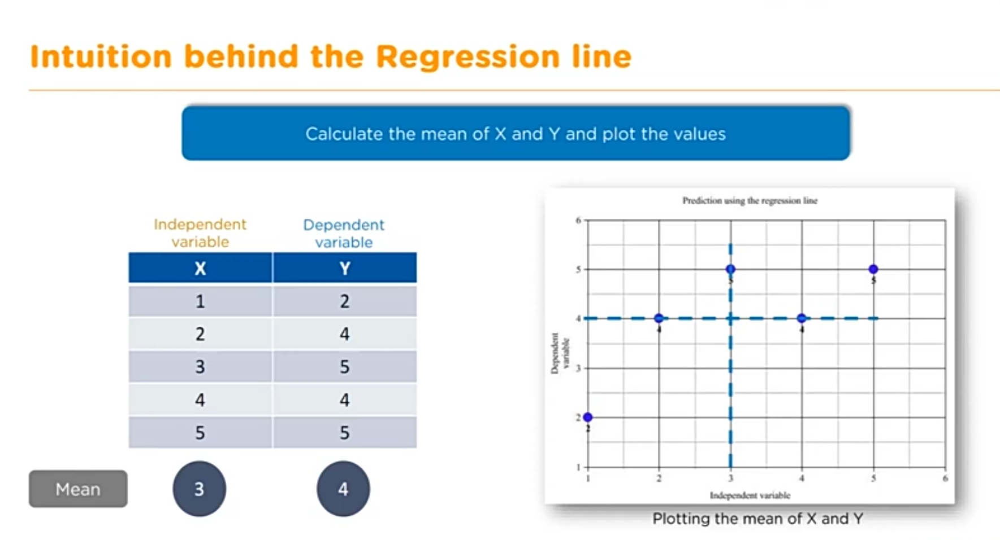 Intuition behind the Regression line
Calculate the mean of X and Y and plot the values
Independent
variable
Dependent
variable
X Y
1 2
2 4
3 5
4 4
5 5
Mean 3 4
Prediction using the regression line
6
5
4
3
2
1
5
5
4
4
2
Dependent
variable
1 2 3 4 5 6
Independent variable
Plotting the mean of X and Y